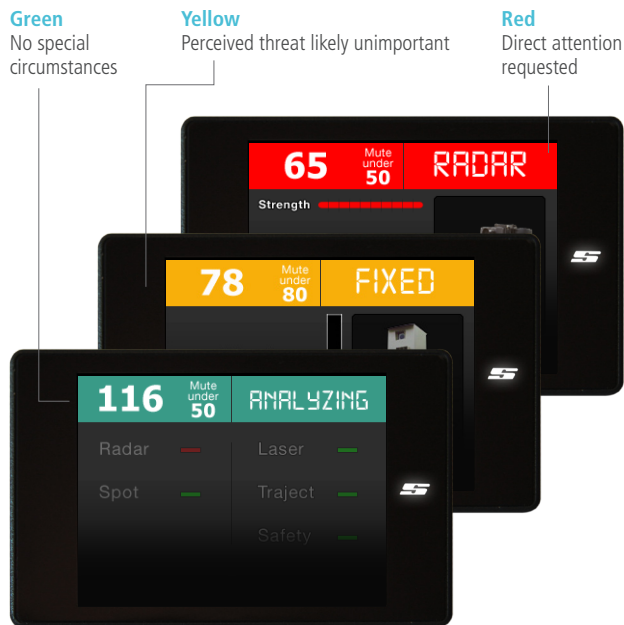 Green
No special
circumstances
Yellow
Perceived threat likely unimportant
Red
Direct attention
requested
65
Mute
under
50
RADAR
Strength
78
Mute
under
80
FIXED
116
Mute
under
50
ANALYZING
Radar
Laser
Spot
Traject
Safety